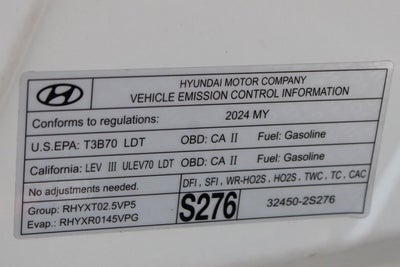 HYUNDAI MOTOR COMPANY
VEHICLE EMISSION CONTROL INFORMATION
Conforms to regulations: 2024 MY
U.S.EPA: T3B70 LDT OBD: CA II Fuel: Gasoline
California: LEV III ULEV70 LDT OBD: CA II Fuel: Gasoline
No adjustments needed. DFI , SFI , WR-HO2S , HO2S , TWC , TC , CAC
Group: RHYXT02.5VP5
Evap.: RHYXR0145VPG
S276
32450-2S276